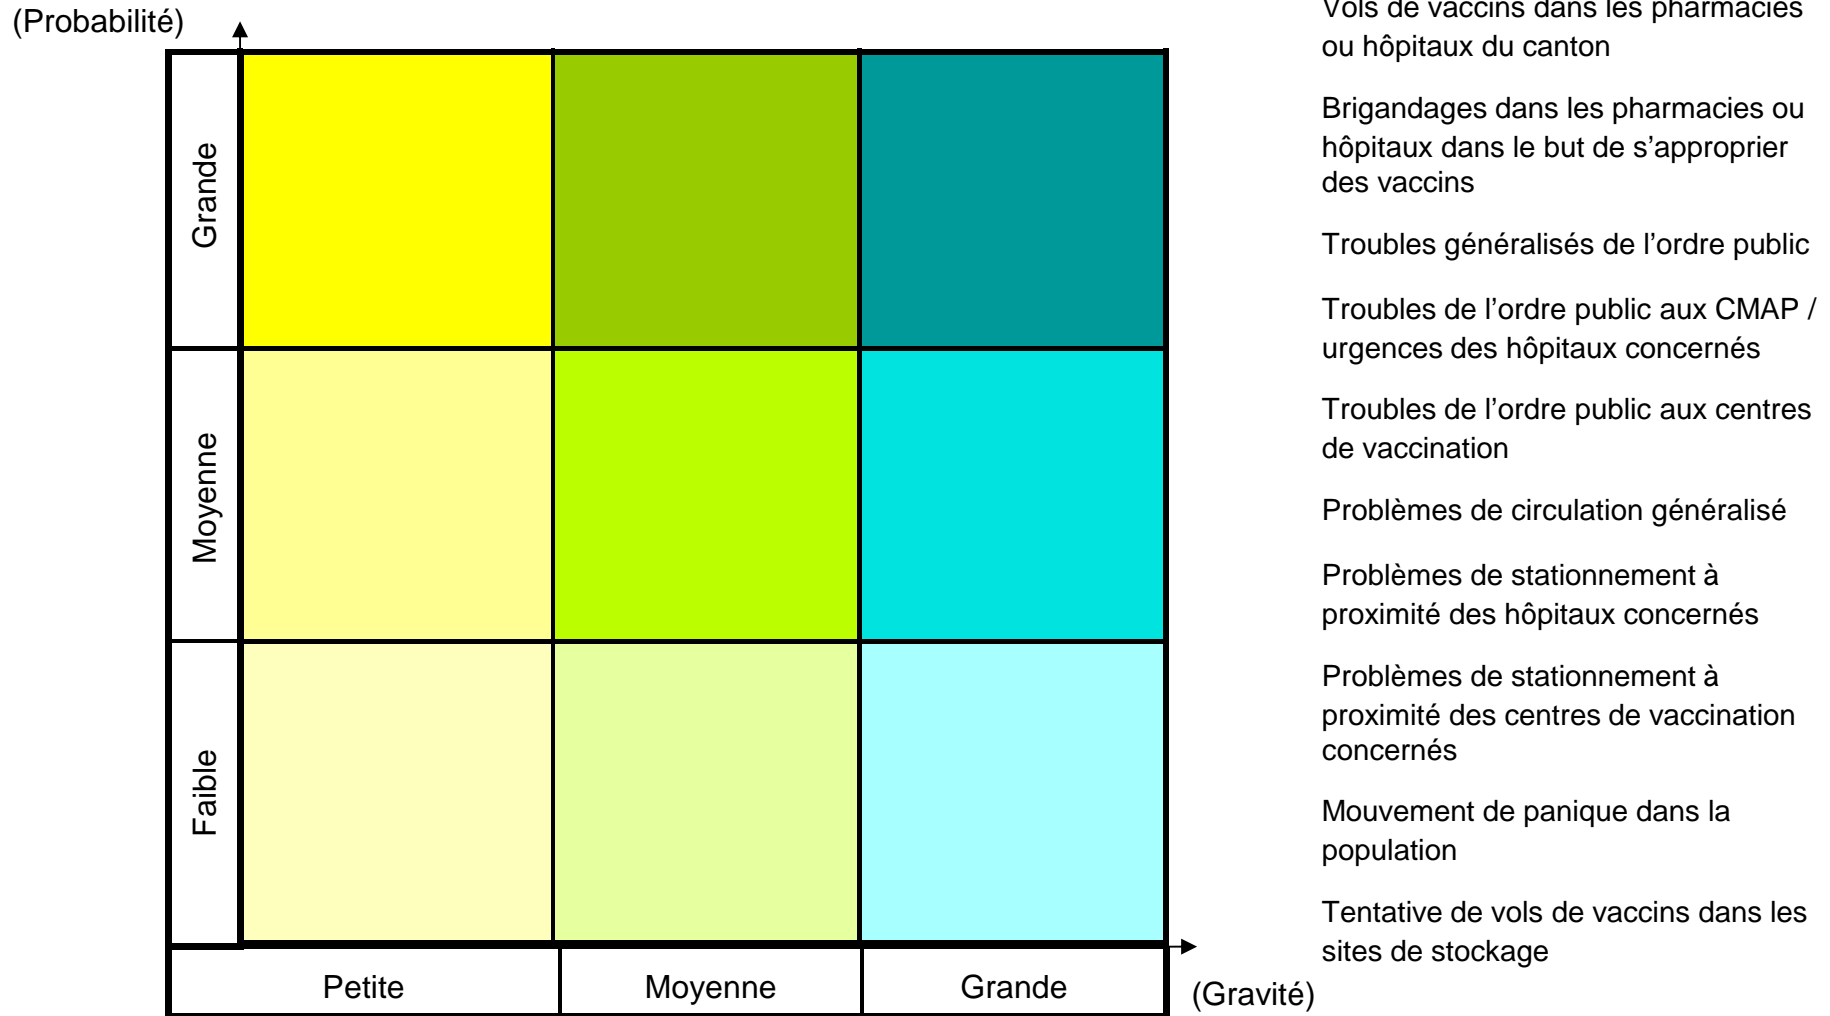 (Probabilité)
Grande
Moyenne
Faible
Petite
Moyenne
Grande
(Gravité)
Vols de vaccins dans les pharmacies
ou hôpitaux du canton
Brigandages dans les pharmacies ou
hôpitaux dans le but de s’approprier
des vaccins
Troubles généralisés de l’ordre public
Troubles de l’ordre public aux CMAP /
urgences des hôpitaux concernés
Troubles de l’ordre public aux centres
de vaccination
Problèmes de circulation généralisé
Problèmes de stationnement à
proximité des hôpitaux concernés
Problèmes de stationnement à
proximité des centres de vaccination
concernés
Mouvement de panique dans la
population
Tentative de vols de vaccins dans les
sites de stockage